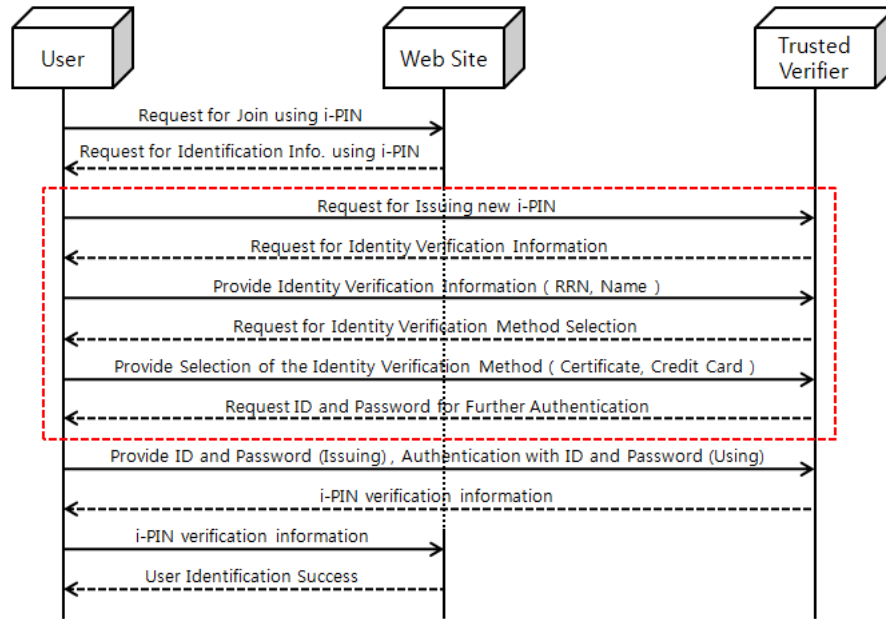 User
Web Site
Trusted
Verifier
Request for Join using i-PIN
Request for Identification Info. using i-PIN
Request for Issuing new i-PIN
Request for Identity Verification Information
Provide Identity Verification Information ( RRN, Name )
Request for Identity Verification Method Selection
Provide Selection of the Identity Verification Method ( Certificate, Credit Card )
Request ID and Password for Further Authentication
Provide ID and Password (Issuing) , Authentication with ID and Password (Using)
i-PIN verification information
i-PIN verification information
User Identification Success